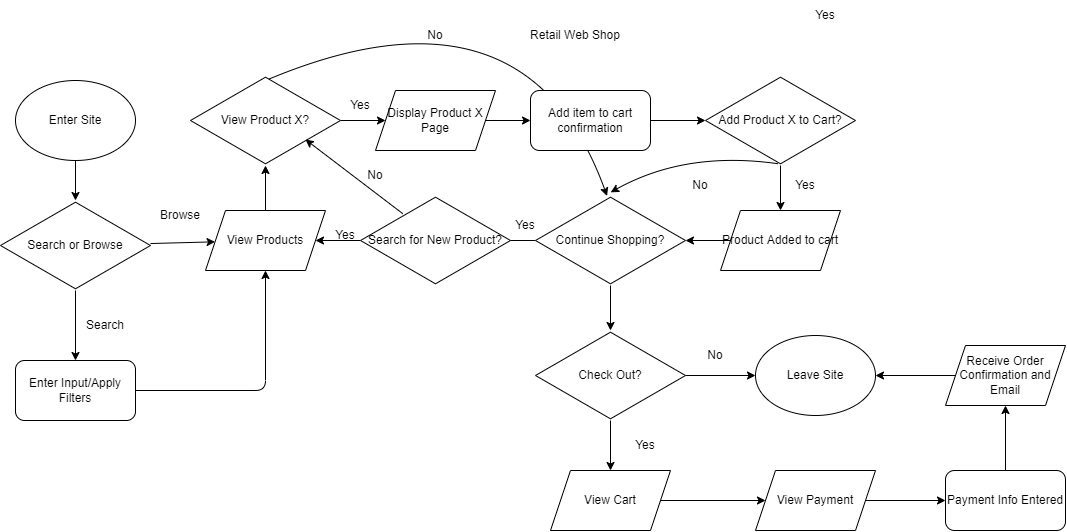 Yes
No
Retail Web Shop
Enter Site
View Product X?
Yes
Display Product X
Page
Add item to cart
confirmation
Add Product X to Cart?
No
No
Yes
Browse
Search or Browse
View Products
Yes
Search for New Product?
Yes
Continue Shopping?
Product Added to cart
Search
Enter Input/Apply
Filters
Check Out?
No
Leave Site
Receive Order
Confirmation and
Email
Yes
View Cart
View Payment
Payment Info Entered